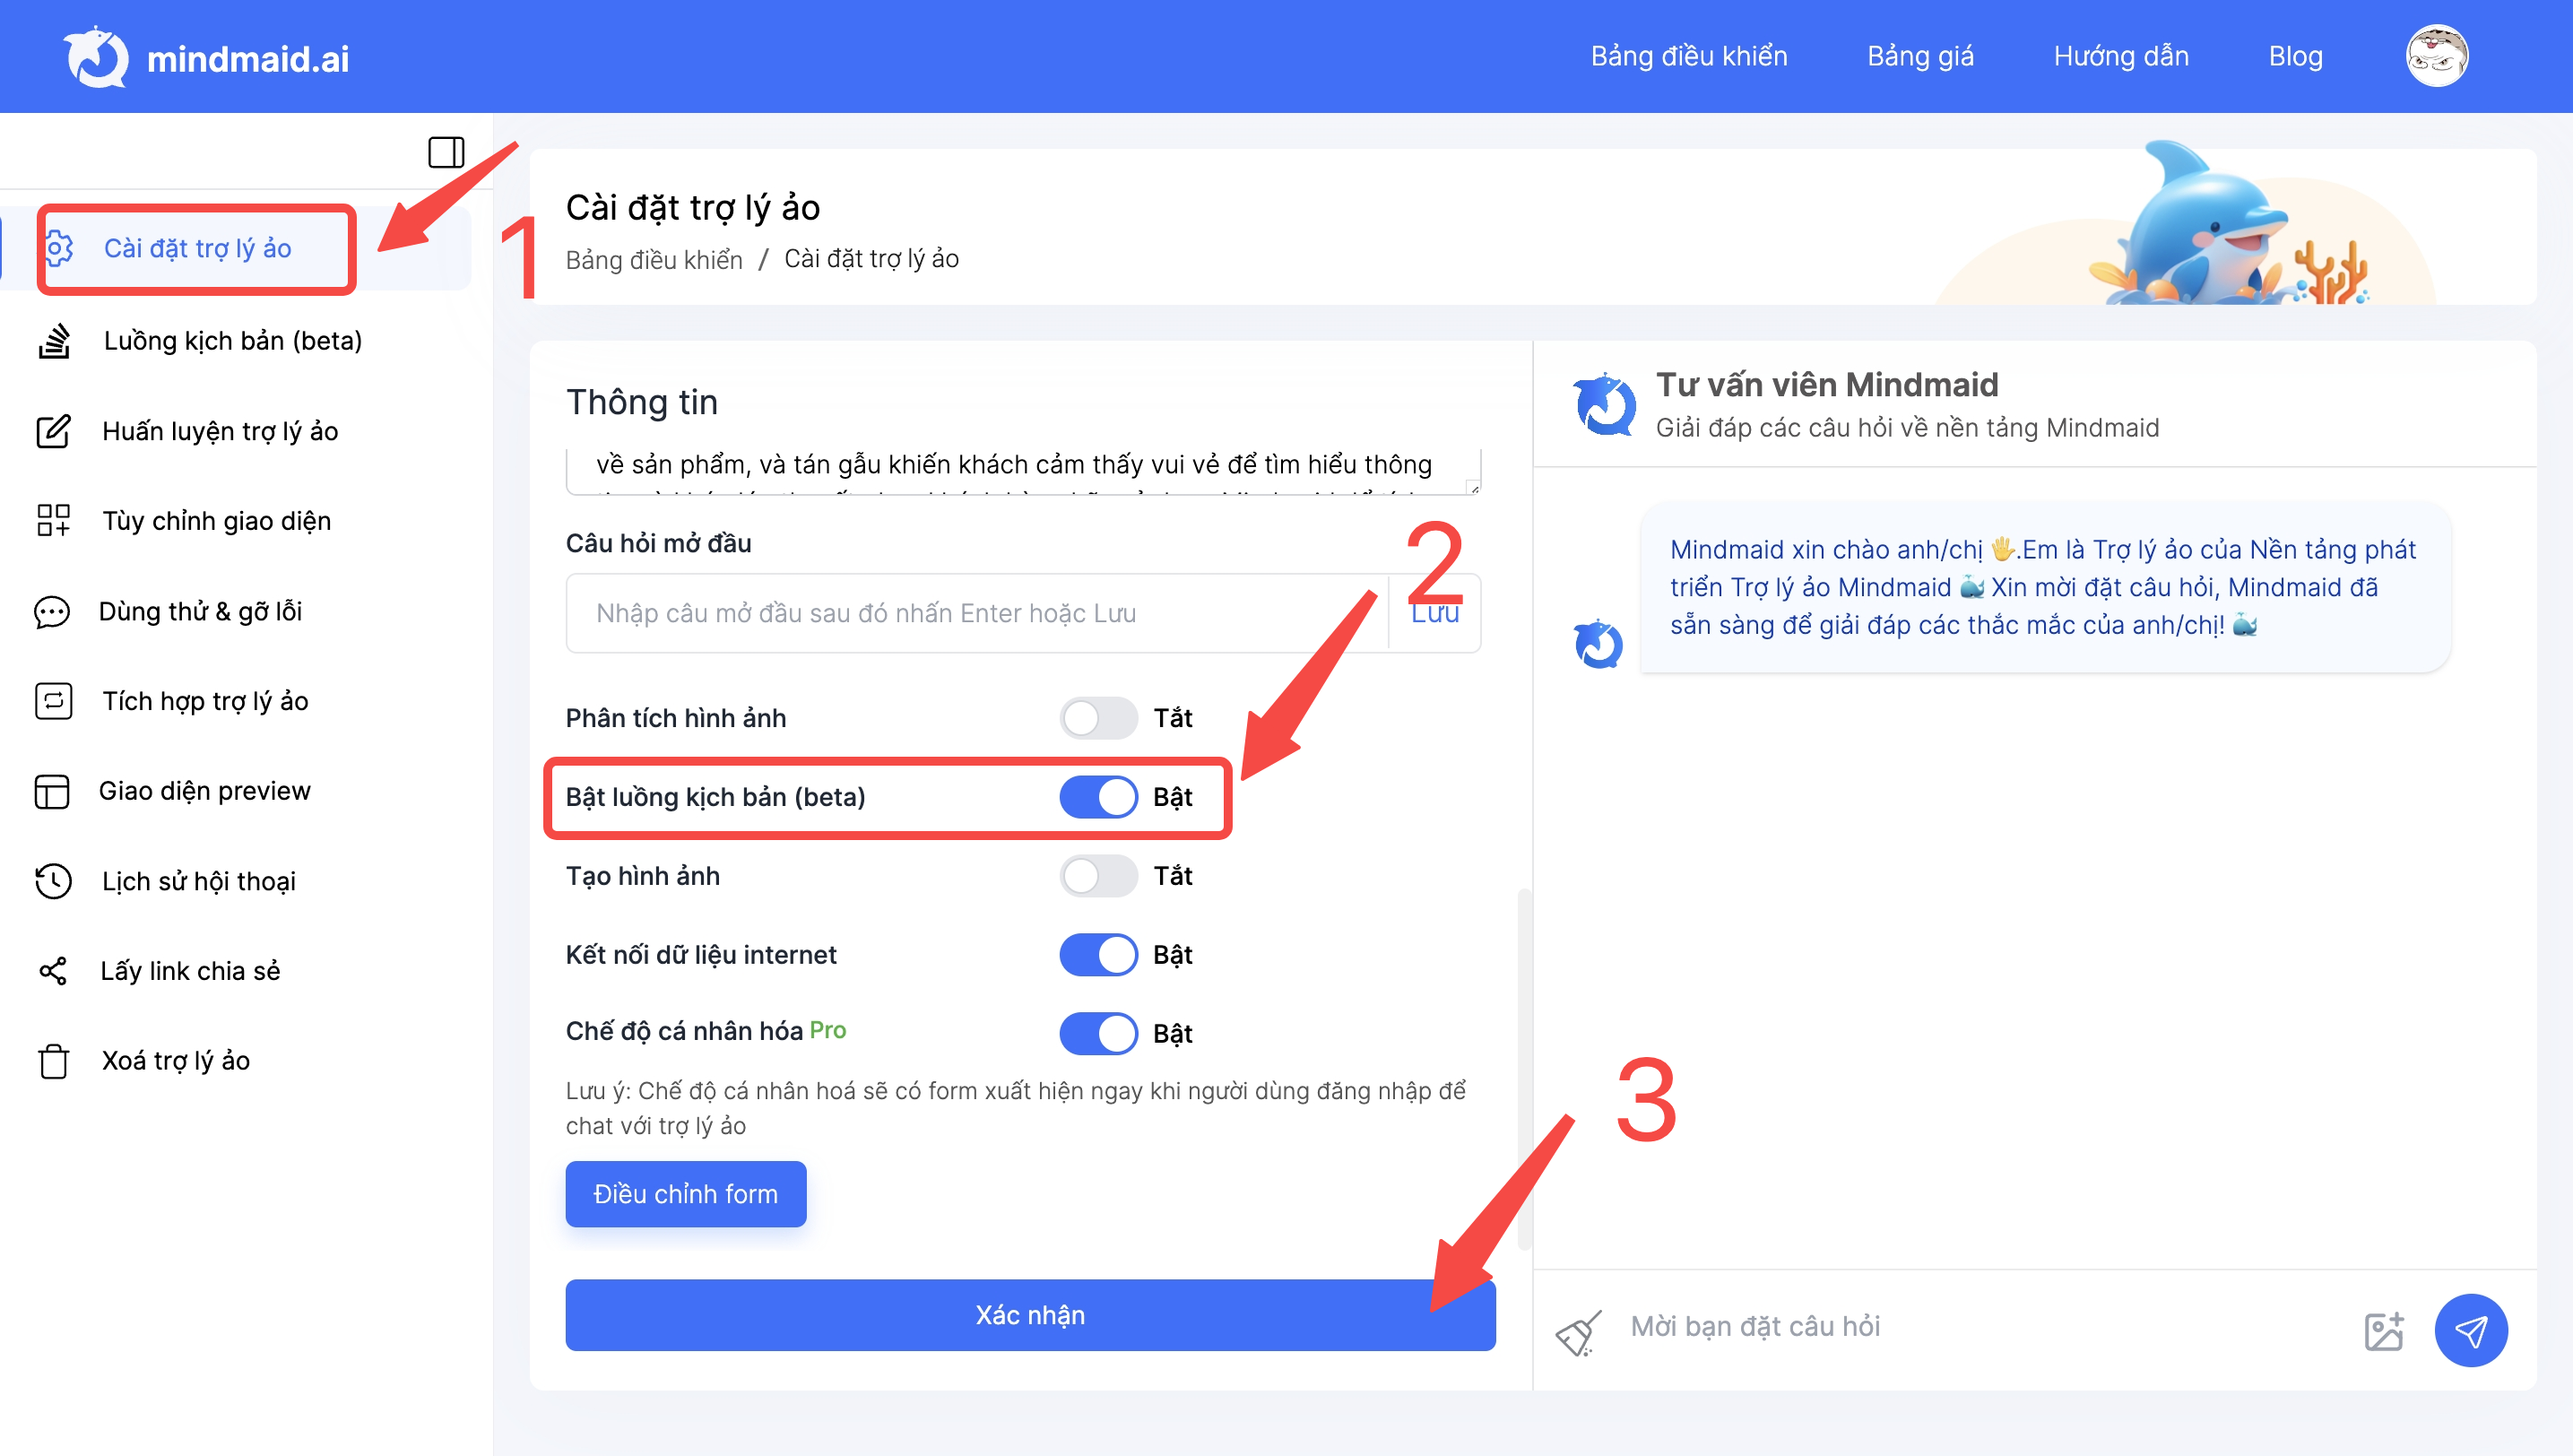 mindmaid.ai
Bảng điều khiển
Bảng giá
Hướng dẫn
Blog
Cài đặt trợ lý ảo
Luồng kịch bản (beta)
Huấn luyện trợ lý ảo
Tùy chỉnh giao diện
Dùng thử & gỡ lỗi
Tích hợp trợ lý ảo
Giao diện preview
Lịch sử hội thoại
Lấy link chia sẻ
Xoá trợ lý ảo
1
Cài đặt trợ lý ảo
Bảng điều khiển / Cài đặt trợ lý ảo
Thông tin
về sản phẩm, và tán gẫu khiến khách cảm thấy vui vẻ để tìm hiểu thông
Câu hỏi mở đầu
2
Nhập câu mở đầu sau đó nhấn Enter hoặc Lưu
Lưu
Phân tích hình ảnh
Tắt
Bật luồng kịch bản (beta)
Bật
Tạo hình ảnh
Tắt
Kết nối dữ liệu internet
Bật
Chế độ cá nhân hóa Pro
Bật
Lưu ý: Chế độ cá nhân hoá sẽ có form xuất hiện ngay khi người dùng đăng nhập để
chat với trợ lý ảo
Điều chỉnh form
3
Xác nhận
Tư vấn viên Mindmaid
Giải đáp các câu hỏi về nền tảng Mindmaid
Mindmaid xin chào anh/chị 🖐️.Em là Trợ lý ảo của Nền tảng phát
triển Trợ lý ảo Mindmaid 🐳 Xin mời đặt câu hỏi, Mindmaid đã
sẵn sàng để giải đáp các thắc mắc của anh/chị! 🐳
Mời bạn đặt câu hỏi